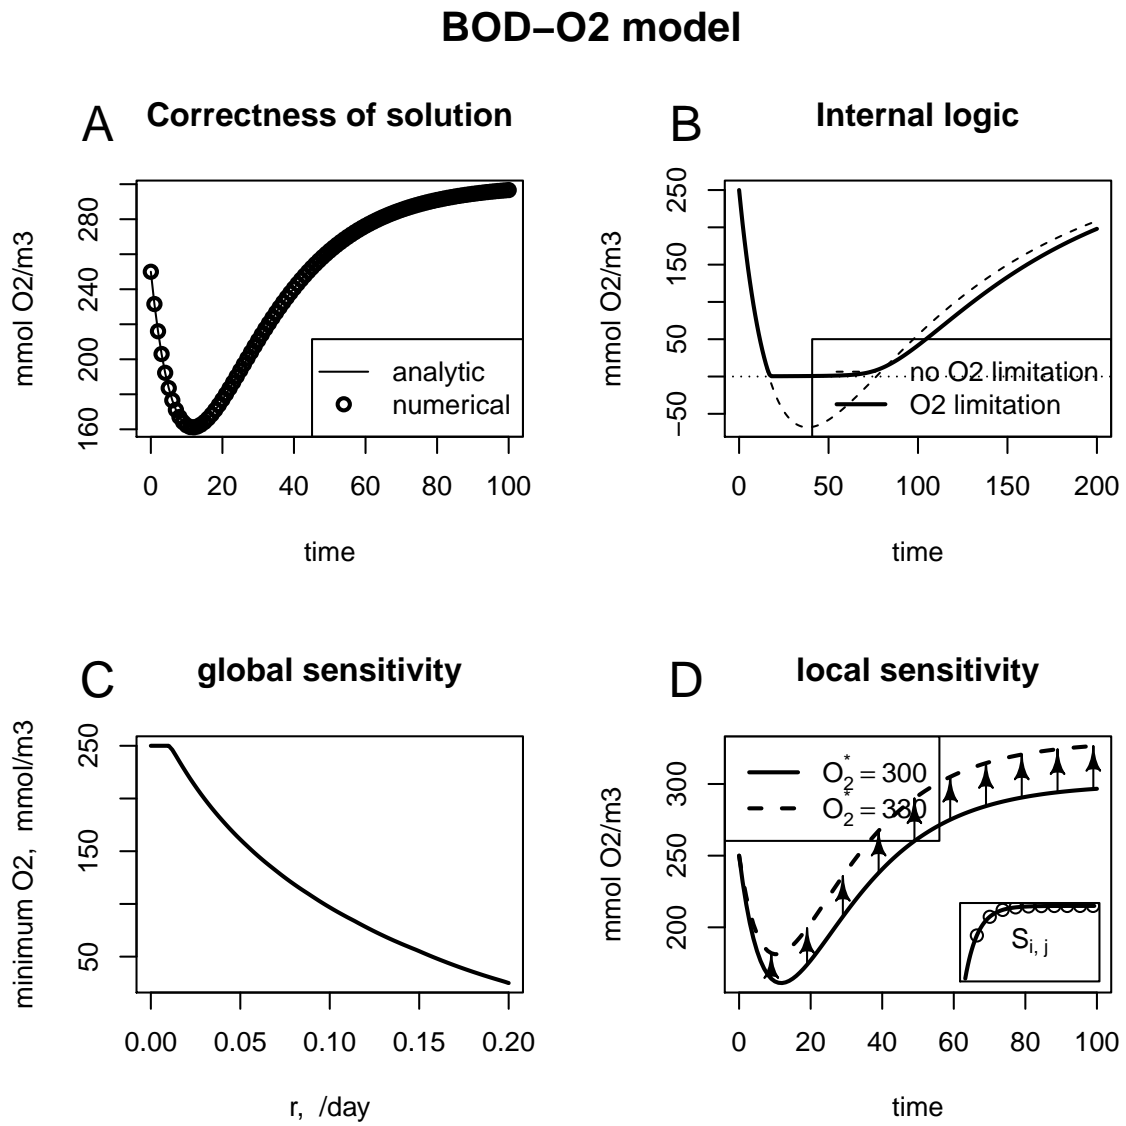 BOD–O2 model
A Correctness of solution
mmol O2/m3
160 200 240 280
analytic
numerical
0 20 40 60 80 100
time
B Internal logic
mmol O2/m3
−50 50 150 250
no O2 limitation
O2 limitation
0 50 100 150 200
time
C global sensitivity
minimum O2, mmol/m3
50 150 250
0.00 0.05 0.10 0.15 0.20
r, /day
D local sensitivity
mmol O2/m3
200 250 300
O₂* = 300
O₂* = 330
S i, j
0 20 40 60 80 100
time